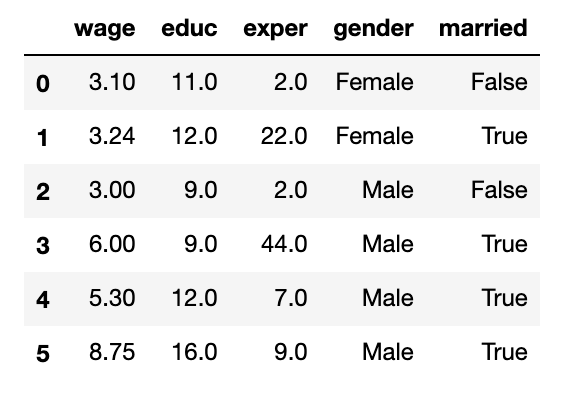 wage educ exper gender married
0 3.10 11.0 2.0 Female False
1 3.24 12.0 22.0 Female True
2 3.00 9.0 2.0 Male False
3 6.00 9.0 44.0 Male True
4 5.30 12.0 7.0 Male True
5 8.75 16.0 9.0 Male True